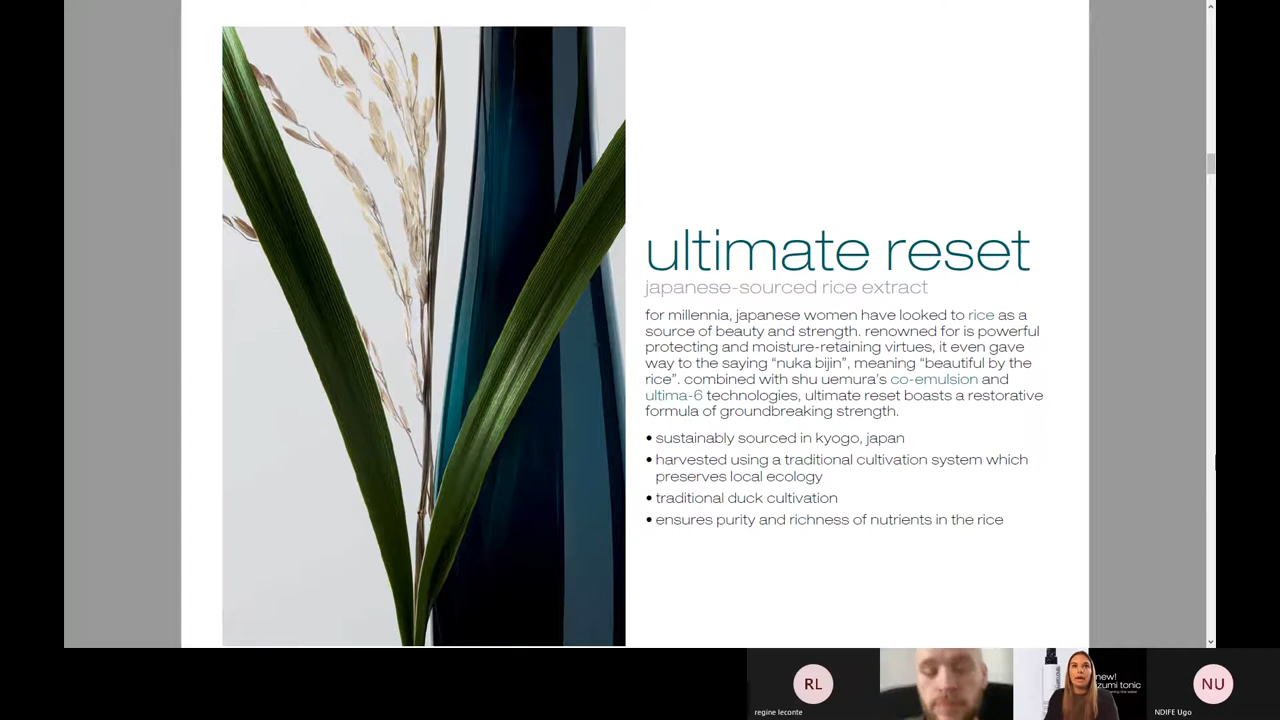 ultimate reset
japanese-sourced rice extract
for millennia, japanese women have looked to rice as a
source of beauty and strength. renowned for is powerful
protecting and moisture-retaining virtues, it even gave
way to the saying “nuka bijin”, meaning “beautiful by the
rice”. combined with shu uemura's co-emulsion and
ultima-6 technologies, ultimate reset boasts a restorative
formula of groundbreaking strength.
• sustainably sourced in kyogo, japan
• harvested using a traditional cultivation system which
preserves local ecology
• traditional duck cultivation
• ensures purity and richness of nutrients in the rice
RL
regine leconte
new!
izumi tonic
NU
NDIFE Ugo